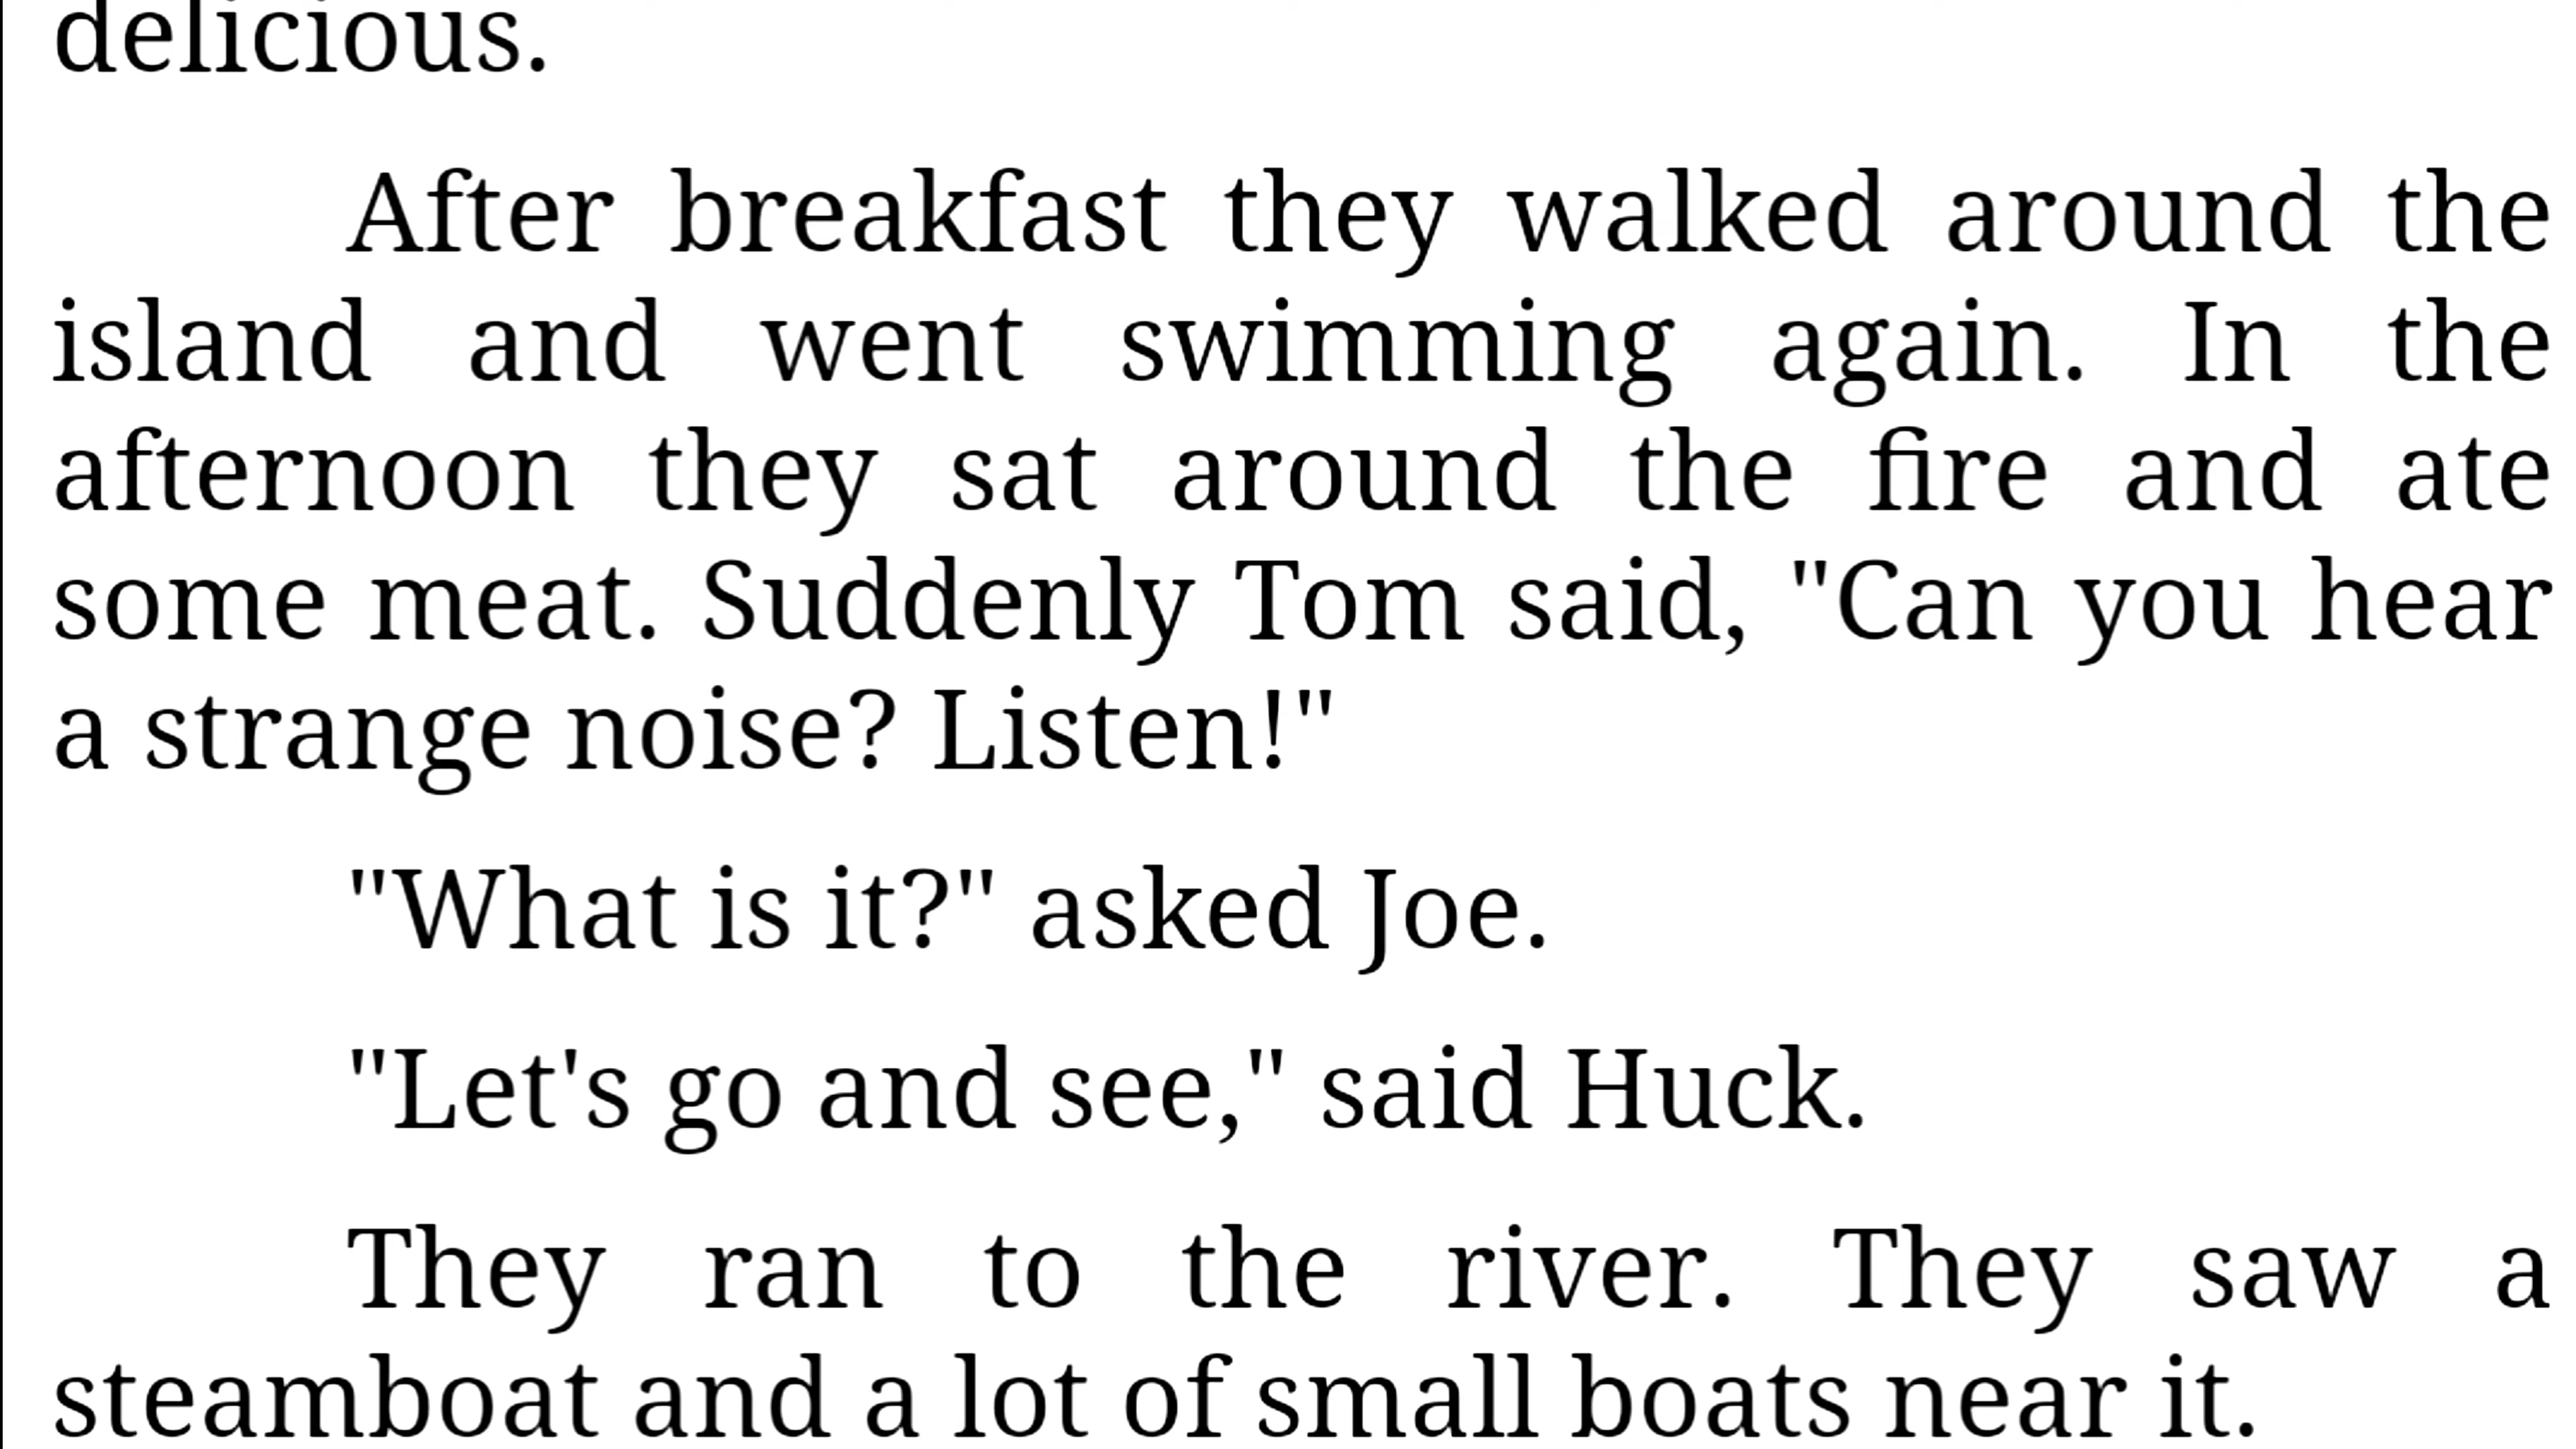 delicious.
After breakfast they walked around the
island and went swimming again. In the
afternoon they sat around the fire and ate
some meat. Suddenly Tom said, "Can you hear
a strange noise? Listen!"
"What is it?" asked Joe.
"Let's go and see," said Huck.
They ran to the river. They saw a
steamboat and a lot of small boats near it.